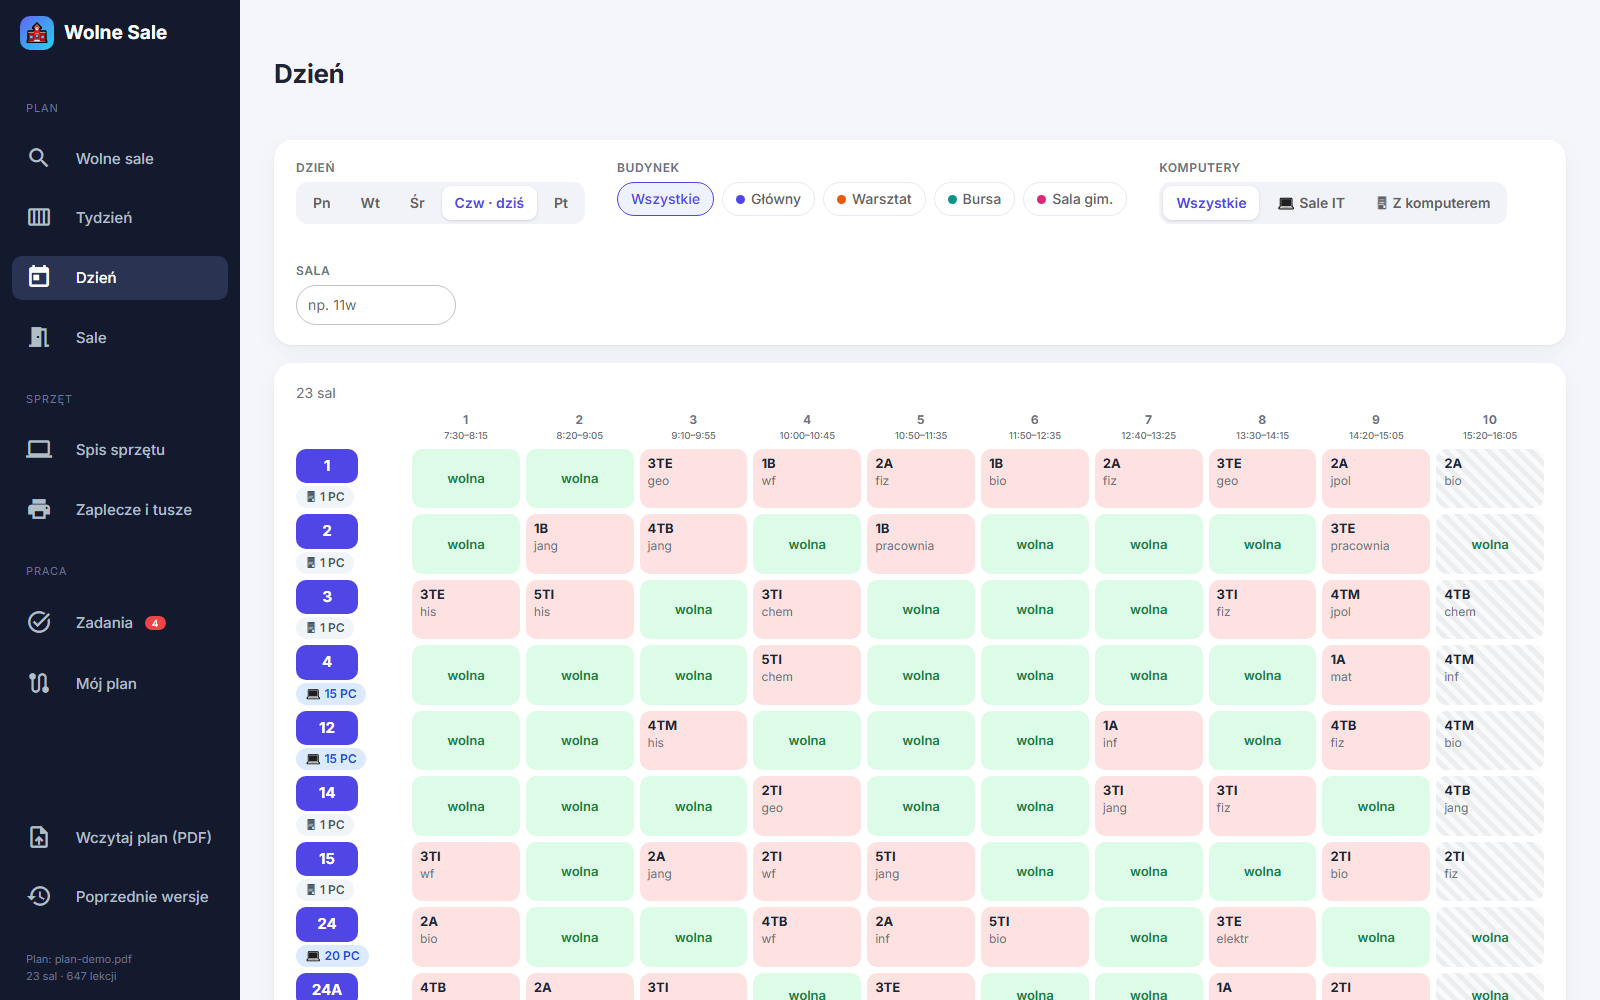 Wolne Sale
PLAN
Wolne sale
Tydzień
Dzień
Sale
SPRZĘT
Spis sprzętu
Zaplecze i tusze
PRACA
Zadania 4
Mój plan
Wczytaj plan (PDF)
Poprzednie wersje
Plan: plan-demo.pdf
23 sal · 647 lekcji
Dzień
DZIEŃ
Pn Wt Śr Czw · dziś Pt
BUDYNEK
Wszystkie Główny Warsztat Bursa Sala gim.
KOMPUTERY
Wszystkie Sale IT Z komputerem
SALA
np. 11w
23 sal
1 2 3 4 5 6 7 8 9 10
7:30–8:15 8:20–9:05 9:10–9:55 10:00–10:45 10:50–11:35 11:50–12:35 12:40–13:25 13:30–14:15 14:20–15:05 15:20–16:05
1 wolna wolna 3TE 1B 2A 1B 2A 3TE 2A 2A
1 PC geo wf fiz bio fiz geo jpol bio
2 wolna 1B 4TB wolna 1B wolna wolna wolna 3TE wolna
1 PC jang jang pracownia pracownia
3 3TE 5TI wolna 3TI wolna wolna wolna 3TI 4TM 4TB
1 PC his his chem fiz jpol chem
4 wolna wolna wolna 5TI wolna wolna wolna wolna 1A 4TM
15 PC chem mat inf
12 wolna wolna 4TM wolna wolna wolna 1A wolna 4TB 4TM
15 PC his inf fiz bio
14 wolna wolna wolna 2TI wolna wolna 3TI 3TI wolna 4TB
1 PC geo jang fiz jang
15 3TI wolna 2A 2TI 5TI wolna wolna wolna 2TI 2TI
1 PC wf jang wf jang bio fiz
24 2A wolna wolna 4TB 2A 5TI wolna 3TE wolna wolna
20 PC bio wf inf bio elektr
24A 4TB 2A 3TI wolna 3TE wolna wolna 1A 2TI wolna